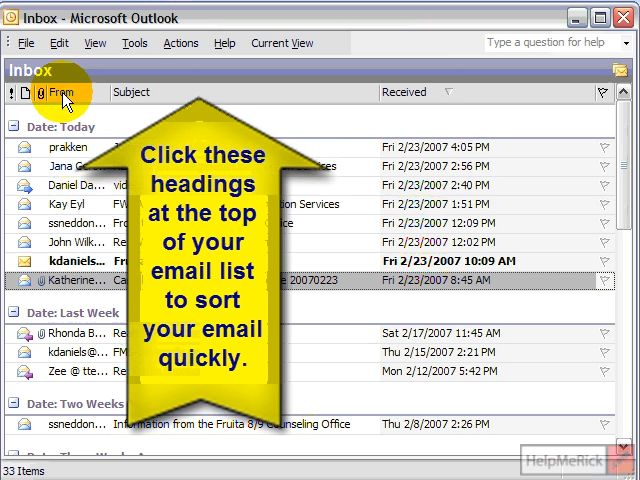 Inbox - Microsoft Outlook
File Edit View Tools Actions Help Current View Type a question for help
Inbox
! From Subject Received
Date: Today
prakken Fri 2/23/2007 4:05 PM
Jana Fri 2/23/2007 2:56 PM
Daniel Da... Fri 2/23/2007 2:40 PM
Kay Eyl Services Fri 2/23/2007 1:51 PM
ssneddon... Fri 2/23/2007 12:09 PM
John Wilk... Fri 2/23/2007 12:02 PM
kdaniels... Fri 2/23/2007 10:09 AM
Katherine... 20070223 Fri 2/23/2007 8:45 AM
Date: Last Week
Rhonda B... Sat 2/17/2007 11:45 AM
kdaniels@... Thu 2/15/2007 2:21 PM
Zee @ tte... Mon 2/12/2007 5:42 PM
Date: Two Weeks
ssneddon... Information from the Fruita 8/9 Counseling Office Thu 2/8/2007 2:26 PM
Click these
headings
at the top
of your
email list
to sort
your email
quickly.
33 Items
HelpMeRick